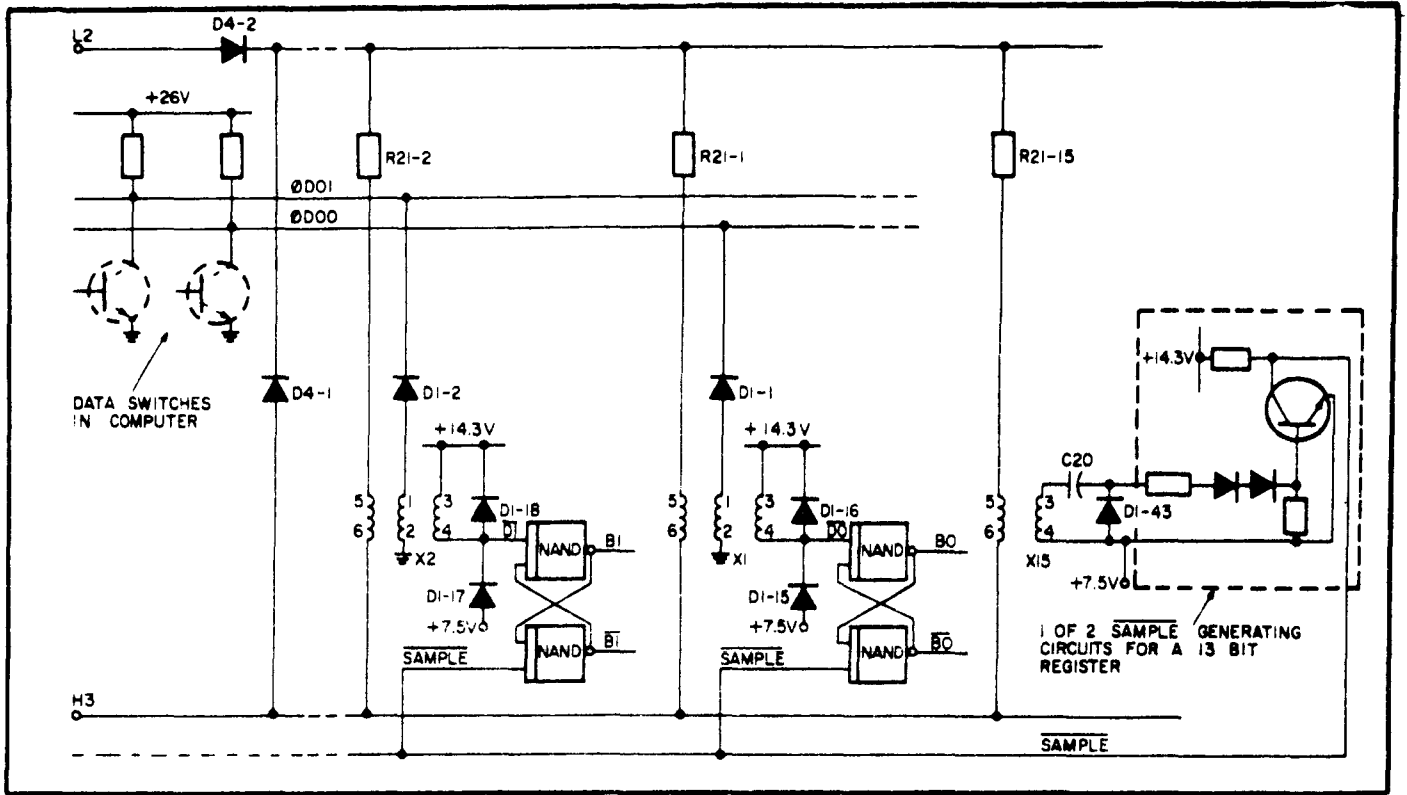 L2
D4-2
+26V
R21-2
R21-1
R21-15
ØD01
ØD00
DATA SWITCHES
IN COMPUTER
D4-1
D1-2
D1-1
+14.3V
+14.3V
+14.3V
5
6
1
2
3
4
X2
D1-18
D1
NAND
B1
D1-17
+7.5V
NAND
B1
SAMPLE
5
6
1
2
3
4
X1
D1-16
D0
NAND
B0
D1-15
+7.5V
NAND
B0
SAMPLE
5
6
3
4
X15
C20
D1-43
+7.5V
1 OF 2 SAMPLE GENERATING
CIRCUITS FOR A 13 BIT
REGISTER
H3
SAMPLE